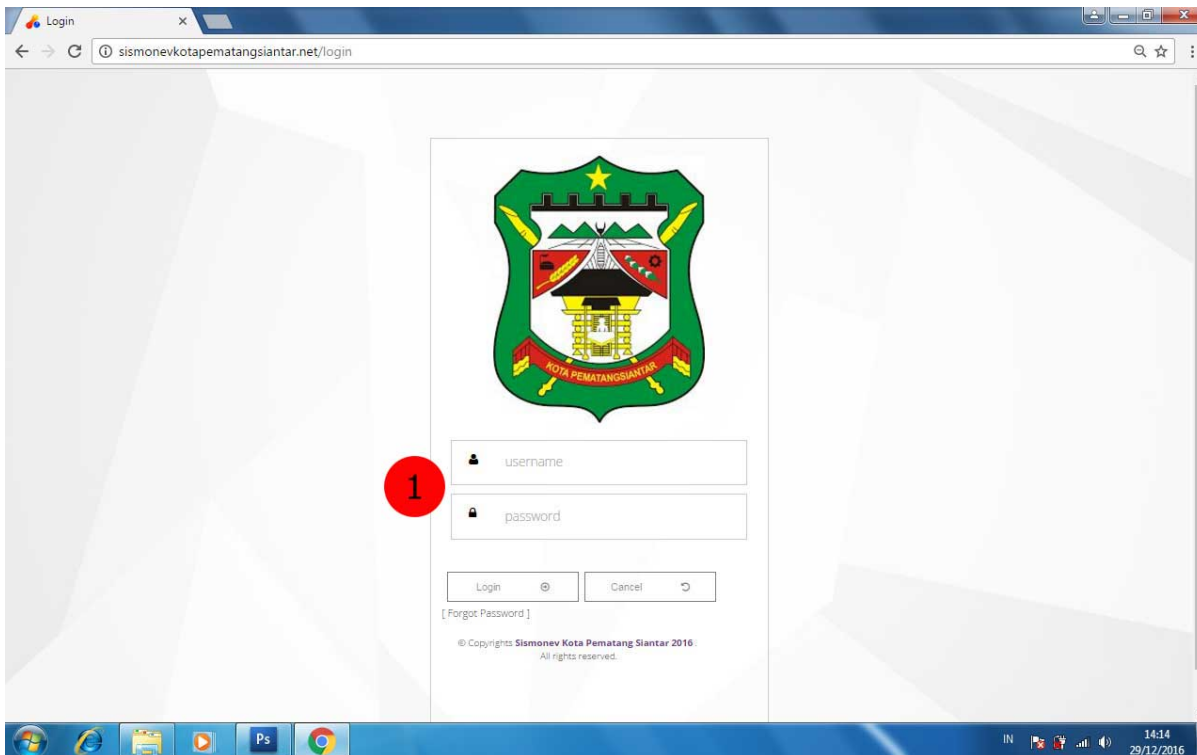 Login
sismonevkotapematangsiantar.net/login
KOTA PEMATANGSIANTAR
username
1
password
Login Cancel
[ Forgot Password ]
© Copyrights Sismonev Kota Pematang Siantar 2016 .
All rights reserved.
Ps
IN
14:14
29/12/2016